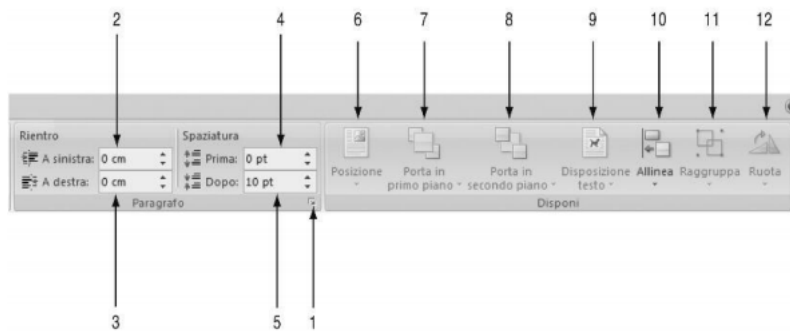 2 4 6 7 8 9 10 11 12
Rientro Spaziatura
A sinistra: 0 cm Prima: 0 pt
A destra: 0 cm Dopo: 10 pt
Posizione Porta in primo piano Porta in secondo piano Disposizione testo Allinea Raggruppa Ruota
Paragrafo Disponi
3 5 1